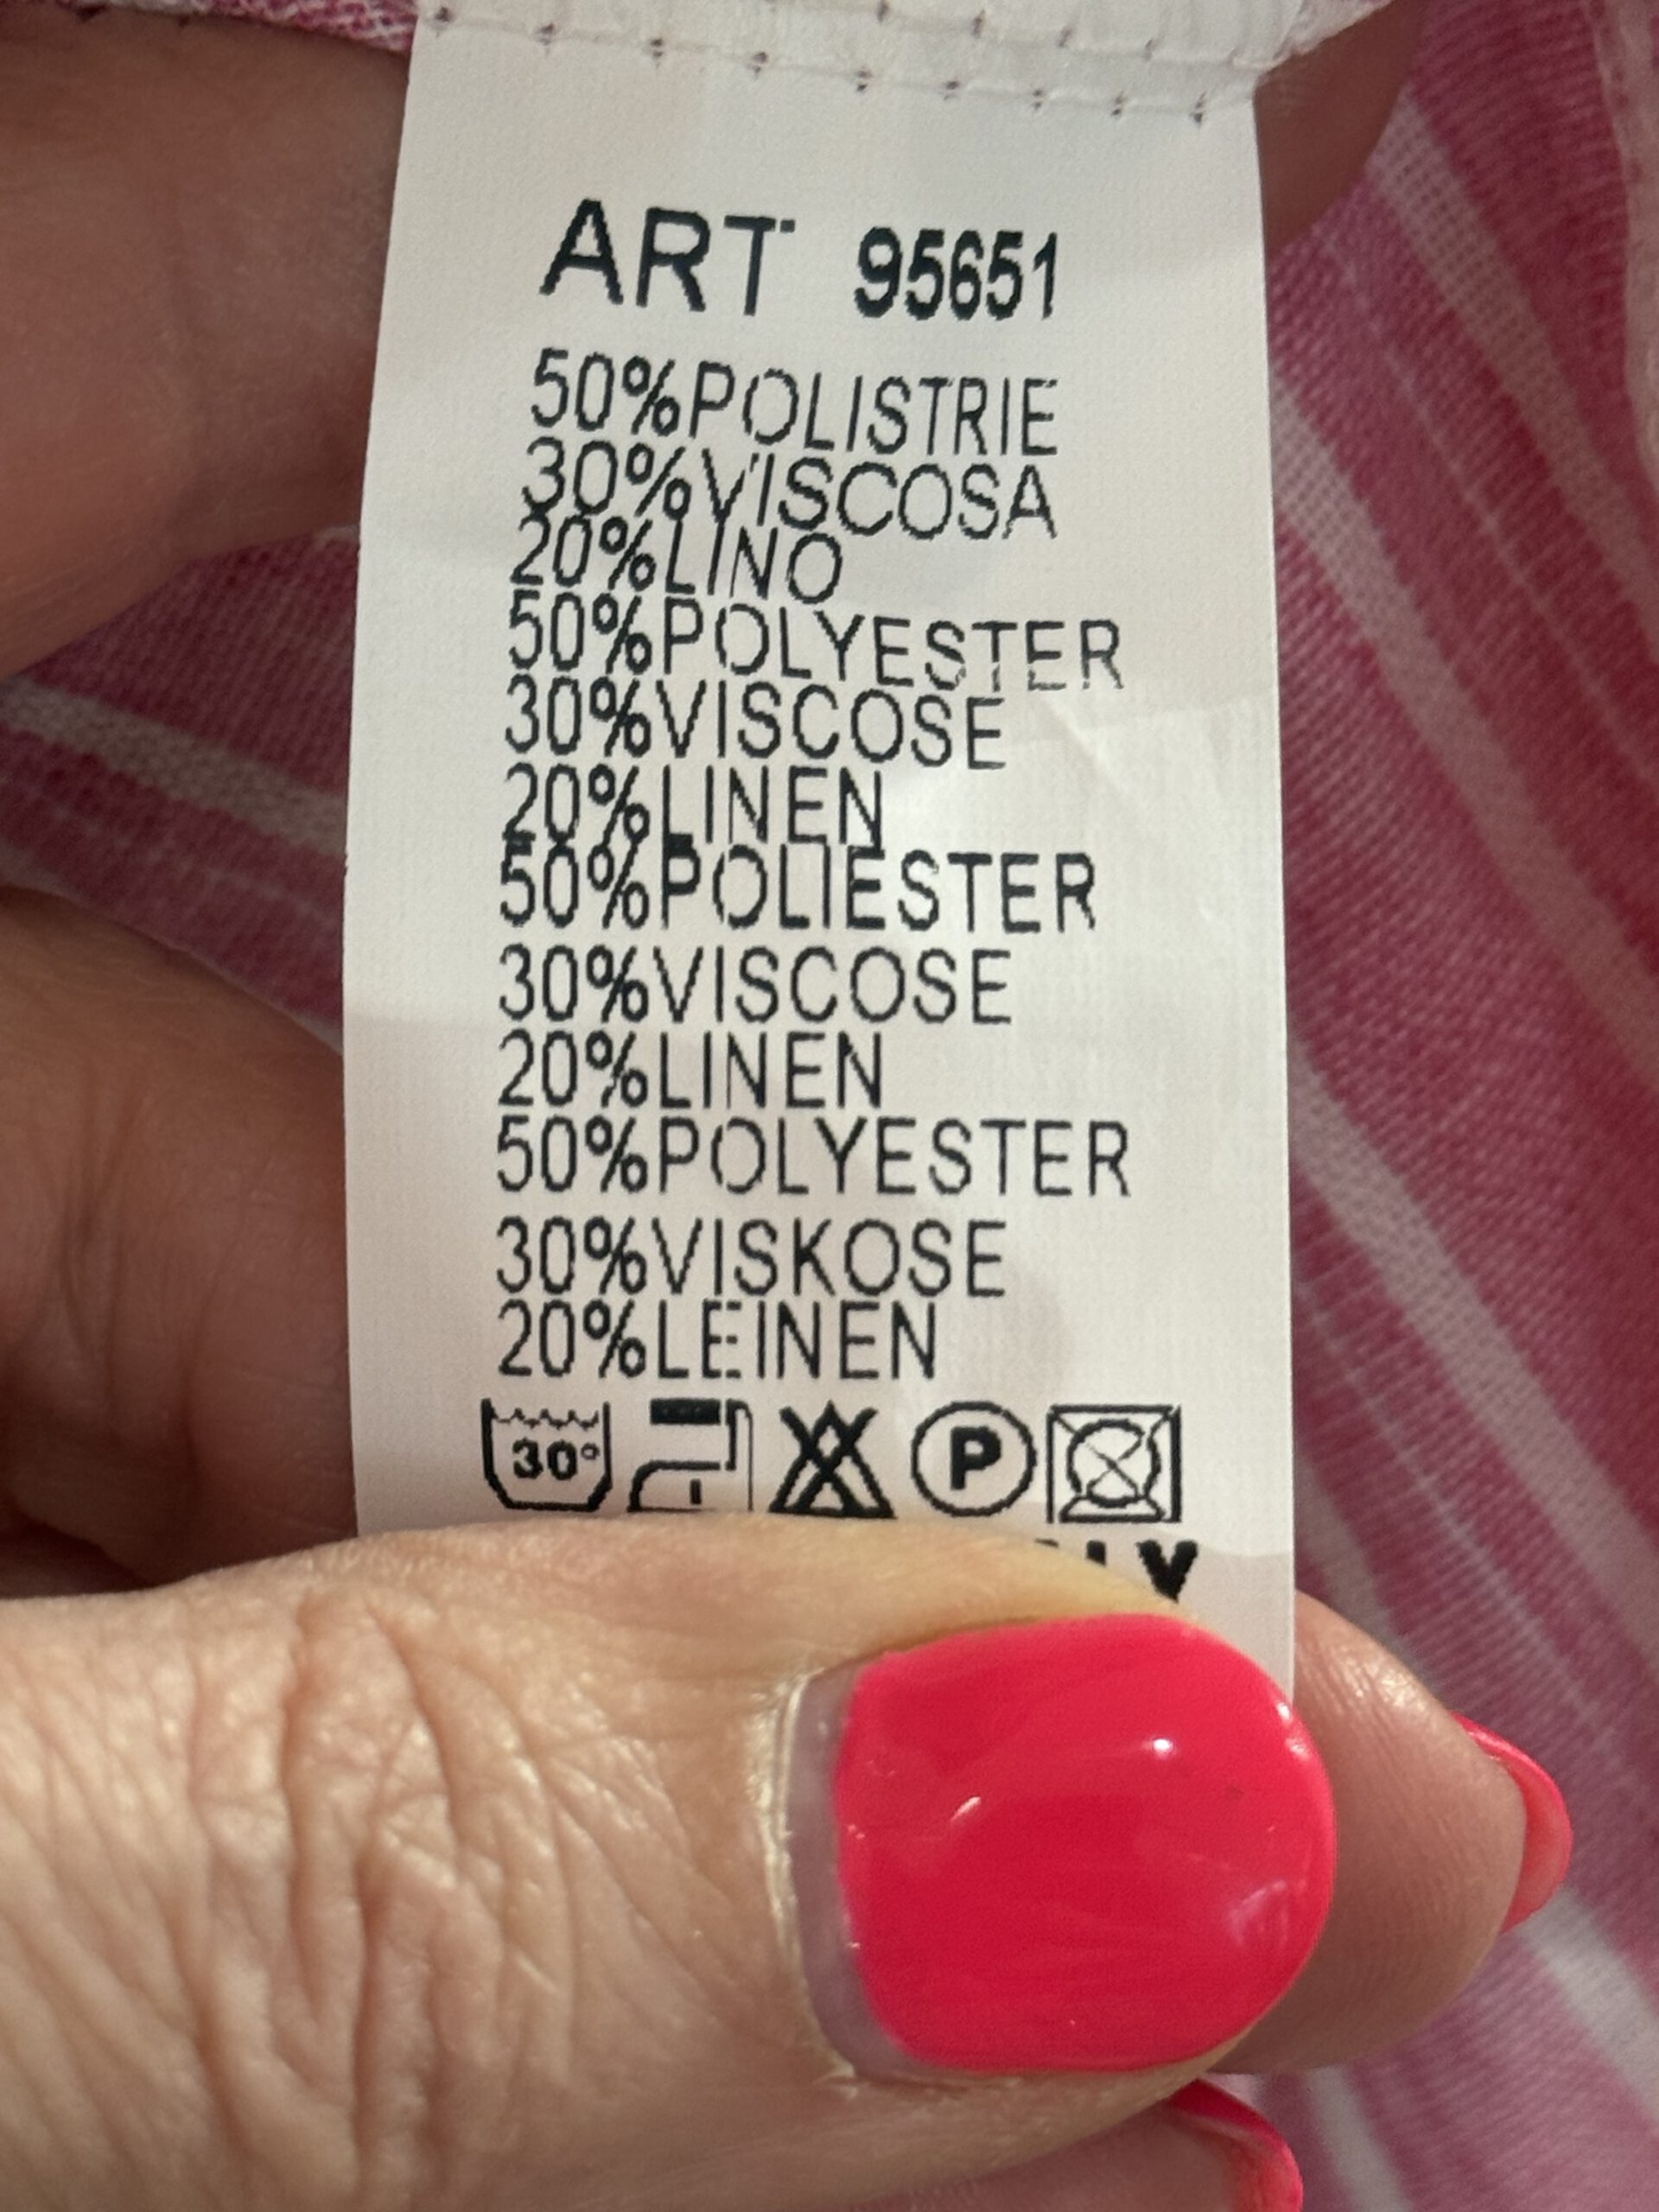 ART 95651
50%POLISTRIE
30%VISCOSA
20%LINO
50%POLYESTER
30%VISCOSE
20%LINEN
50%POLIESTER
30%VISCOSE
20%LINEN
50%POLYESTER
30%VISKOSE
20%LEINEN
30° P